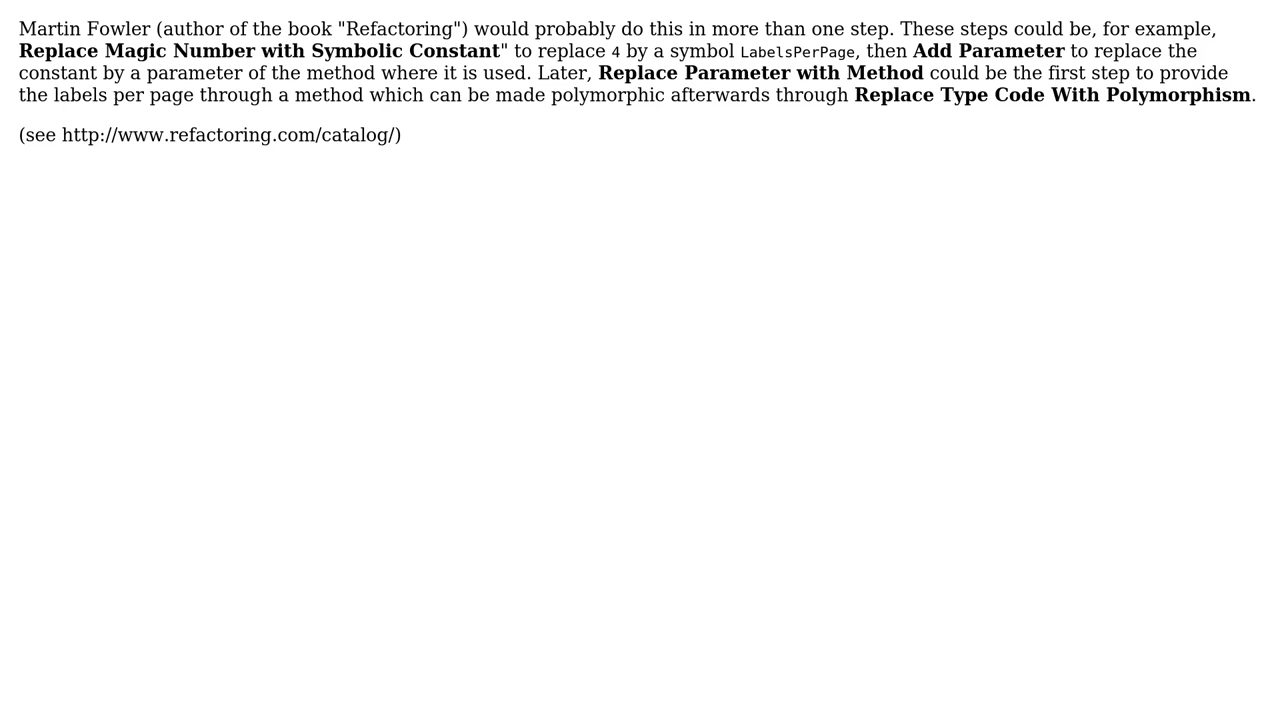 Martin Fowler (author of the book "Refactoring") would probably do this in more than one step. These steps could be, for example,
Replace Magic Number with Symbolic Constant" to replace 4 by a symbol LabelsPerPage, then Add Parameter to replace the
constant by a parameter of the method where it is used. Later, Replace Parameter with Method could be the first step to provide
the labels per page through a method which can be made polymorphic afterwards through Replace Type Code With Polymorphism.
(see http://www.refactoring.com/catalog/)